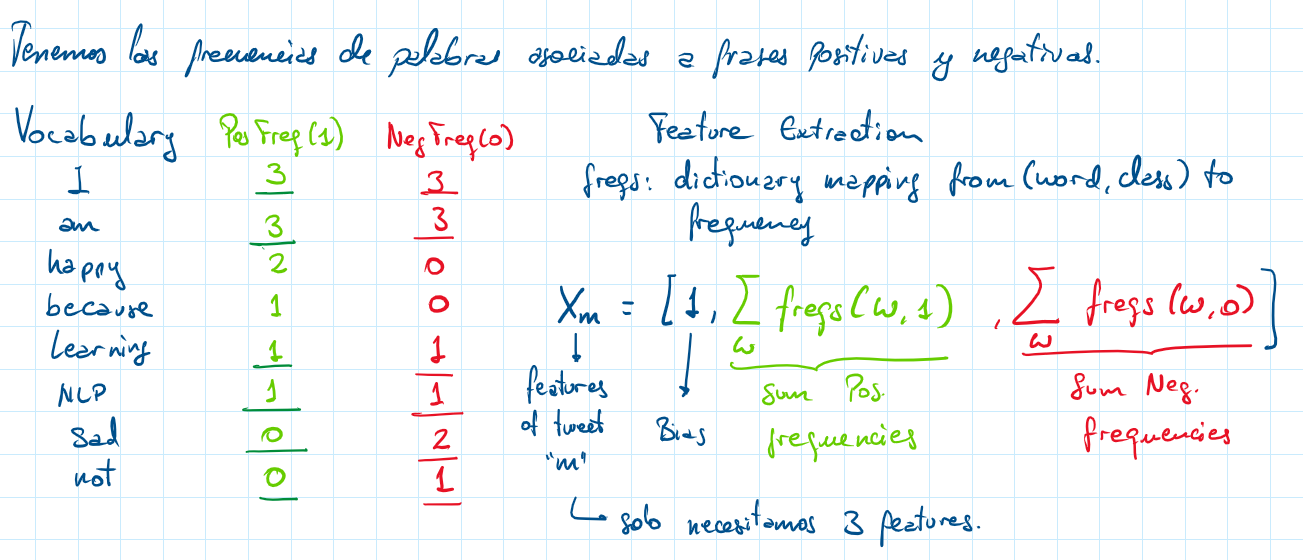 Tenemos las frecuencias de palabras asociadas a frases positivas y negativas.
Vocabulary PosFreq(1) NegFreq(0)
I 3 3
am 3 3
happy 2 0
because 1 0
learning 1 1
NLP 1 1
sad 0 2
not 0 1
Feature Extraction
freqs: dictionary mapping from (word, class) to
frequency
Xm = [1, ∑ freqs(w,1), ∑ freqs(w,0)]
w w
features
of tweet
"m"
Bias
Sum Pos.
frequencies
Sum Neg.
frequencies
solo necesitamos 3 features.